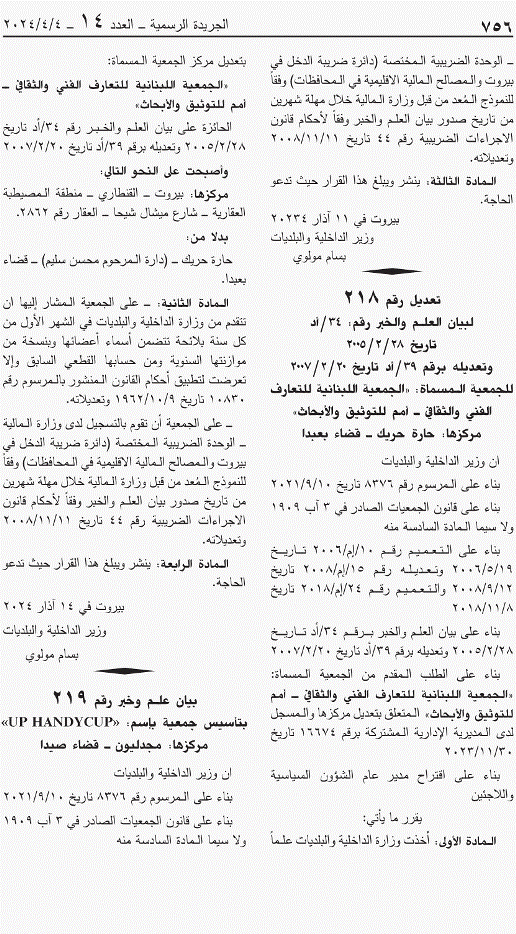 ٧٥٦
الجريدة الرسمية ــ العدد ١٤ ــ ٢٠٢٤/٤/٤
ــ الوحدة الضريبية المختصة (دائرة ضريبة الدخل في
بيروت والمصالح المالية الاقليمية في المحافظات) وفقاً
للنموذج المُعد من قبل وزارة المالية خلال مهلة شهرين
من تاريخ صدور بيان العلم والخبر وفقاً لأحكام قانون
الاجراءات الضريبية رقم ٤٤ تاريخ ٢٠٠٨/١١/١١
وتعديلاته.
المادة الثالثة: ينشر ويبلغ هذا القرار حيث تدعو
الحاجة.
بيروت في ١١ آذار ٢٠٢٣٤
وزير الداخلية والبلديات
بسام مولوي
تعديل رقم ٢١٨
لبيان العلم والخبر رقم: ٣٤/أد
تاريخ ٢٠٠٥/٢/٢٨
وتعديله برقم ٣٩/أد تاريخ ٢٠٠٧/٢/٢٠
للجمعية المسماة: «الجمعية اللبنانية للتعارف
الفني والثقافي ــ أمم للتوثيق والأبحاث»
مركزها: حارة حريك ــ قضاء بعبدا
ان وزير الداخلية والبلديات
بناء على المرسوم رقم ٨٣٧٦ تاريخ ٢٠٢١/٩/١٠
بناء على قانون الجمعيات الصادر في ٣ آب ١٩٠٩
ولا سيما المادة السادسة منه
بناء على التعميم رقم ١٠/إم/٢٠٠٦ تاريخ
٢٠٠٦/٥/١٩ وتعديله رقم ١٥/إم/٢٠٠٨ تاريخ
٢٠٠٨/٩/١٢ والتعميم رقم ٢٤/إم/٢٠١٨ تاريخ
٢٠١٨/١١/٨
بناء على بيان العلم والخبر برقم ٣٤/أد تاريخ
٢٠٠٥/٢/٢٨ وتعديله برقم ٣٩/أد تاريخ ٢٠٠٧/٢/٢٠
بناء على الطلب المقدم من الجمعية المسماة:
«الجمعية اللبنانية للتعارف الفني والثقافي ــ أمم
للتوثيق والأبحاث» المتعلق بتعديل مركزها والمسجل
لدى المديرية الإدارية المشتركة برقم ١٦٦٧٤ تاريخ
٢٠٢٣/١١/٣٠
بناء على اقتراح مدير عام الشؤون السياسية
واللاجئين
يقرر ما يأتي:
المادة الأولى: أخذت وزارة الداخلية والبلديات علماً
بتعديل مركز الجمعية المسماة:
«الجمعية اللبنانية للتعارف الفني والثقافي ــ
أمم للتوثيق والأبحاث»
الحائزة على بيان العلم والخبر رقم ٣٤/أد تاريخ
٢٠٠٥/٢/٢٨ وتعديله برقم ٣٩/أد تاريخ ٢٠٠٧/٢/٢٠
وأصبحت على النحو التالي:
مركزها: بيروت ــ القنطاري ــ منطقة المصيطبة
العقارية ــ شارع ميشال شيحا ــ العقار رقم ٢٨٦٢.
بدلا من:
حارة حريك ــ (دارة المرحوم محسن سليم) ــ قضاء
بعبدا.
المادة الثانية: ــ على الجمعية المشار إليها ان
تتقدم من وزارة الداخلية والبلديات في الشهر الأول من
كل سنة بلائحة تتضمن أسماء أعضائها وبنسخة من
موازنتها السنوية ومن حسابها القطعي السابق وإلا
تعرضت لتطبيق أحكام القانون المنشور بالمرسوم رقم
١٠٨٣٠ تاريخ ١٩٦٢/١٠/٩ وتعديلاته.
ــ على الجمعية أن تقوم بالتسجيل لدى وزارة المالية
ــ الوحدة الضريبية المختصة (دائرة ضريبة الدخل في
بيروت والمصالح المالية الاقليمية في المحافظات) وفقاً
للنموذج المُعد من قبل وزارة المالية خلال مهلة شهرين
من تاريخ صدور بيان العلم والخبر وفقاً لأحكام قانون
الاجراءات الضريبية رقم ٤٤ تاريخ ٢٠٠٨/١١/١١
وتعديلاته.
المادة الرابعة: ينشر ويبلغ هذا القرار حيث تدعو
الحاجة.
بيروت في ١٤ آذار ٢٠٢٤
وزير الداخلية والبلديات
بسام مولوي
بيان علم وخبر رقم ٢١٩
بتأسيس جمعية بإسم: «UP HANDYCUP»
مركزها: مجدليون ــ قضاء صيدا
ان وزير الداخلية والبلديات
بناء على المرسوم رقم ٨٣٧٦ تاريخ ٢٠٢١/٩/١٠
بناء على قانون الجمعيات الصادر في ٣ آب ١٩٠٩
ولا سيما المادة السادسة منه